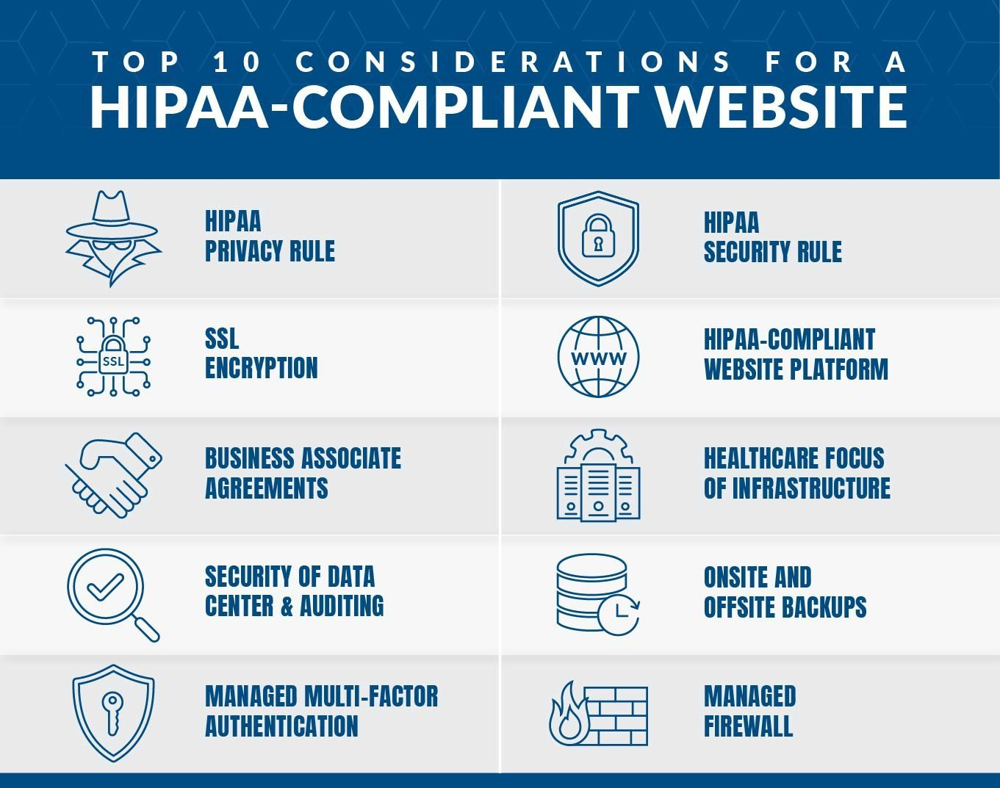 TOP 10 CONSIDERATIONS FOR A
HIPAA-COMPLIANT WEBSITE
HIPAA
PRIVACY RULE
HIPAA
SECURITY RULE
SSL
SSL
ENCRYPTION
WWW
HIPAA-COMPLIANT
WEBSITE PLATFORM
BUSINESS ASSOCIATE
AGREEMENTS
HEALTHCARE FOCUS
OF INFRASTRUCTURE
SECURITY OF DATA
CENTER & AUDITING
ONSITE AND
OFFSITE BACKUPS
MANAGED MULTI-FACTOR
AUTHENTICATION
MANAGED
FIREWALL